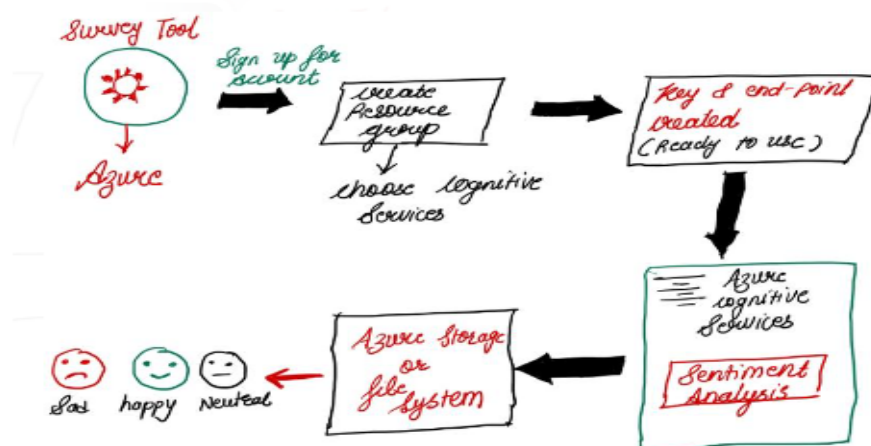 Survey Tool
Sign up for
account
Azure
create
Resource
group
choose cognitive
Services
Key & end-point
created
(Ready to use)
Azure
cognitive
Services
Sentiment
Analysis
Azure Storage
or
file
System
Sad happy Neutral